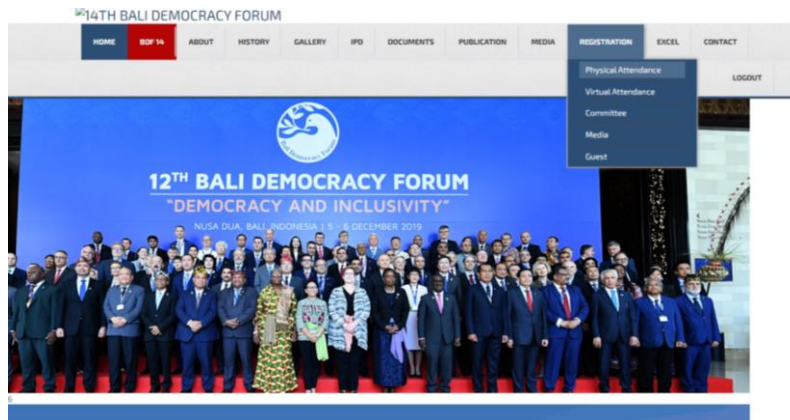 14TH BALI DEMOCRACY FORUM
HOME BDF 14 ABOUT HISTORY GALLERY IPD DOCUMENTS PUBLICATION MEDIA REGISTRATION EXCEL CONTACT
Physical Attendance
LOGOUT
Virtual Attendance
Committee
Media
Guest
Bali Democracy Forum
12TH BALI DEMOCRACY FORUM
"DEMOCRACY AND INCLUSIVITY"
NUSA DUA, BALI, INDONESIA | 5 - 6 DECEMBER 2019